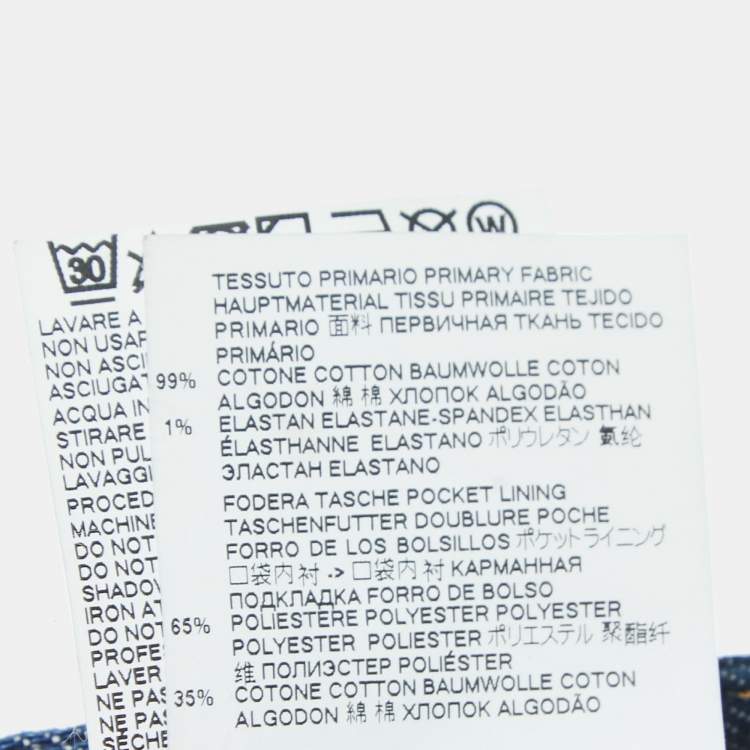 30
W
LAVARE A
NON USAR
NON ASCI
ASCIUGAT
ACQUA IN
STIRARE
NON PUL
LAVAGGI
PROCED
MACHINE
DO NOT
DO NOT
SHADOW
IRON AT
DO NOT
PROFE
LAVER
NE PAS
NE PAS
SÉCHE
TESSUTO PRIMARIO PRIMARY FABRIC
HAUPTMATERIAL TISSU PRIMAIRE TEJIDO
PRIMARIO 面料 ПЕРВИЧНАЯ ТКАНЬ TECIDO
PRIMÁRIO
99% COTONE COTTON BAUMWOLLE COTON
ALGODON 綿 棉 ХЛОПОК ALGODÃO
1% ELASTAN ELASTANE-SPANDEX ELASTHAN
ÉLASTHANNE ELASTANO ポリウレタン 氨纶
ЭЛАСТАН ELASTANO
FODERA TASCHE POCKET LINING
TASCHENFUTTER DOUBLURE POCHE
FORRO DE LOS BOLSILLOS ポケットライニング
口袋内衬 -> 口袋内衬 КАРМАННАЯ
ПОДКЛАДКА FORRO DE BOLSO
65% POLIESTERE POLYESTER POLYESTER
POLYESTER POLIESTER ポリエステル 聚酯纤
维 ПОЛИЭСТЕР POLIÉSTER
35% COTONE COTTON BAUMWOLLE COTON
ALGODON 綿 棉 ХЛОПОК ALGODÃO